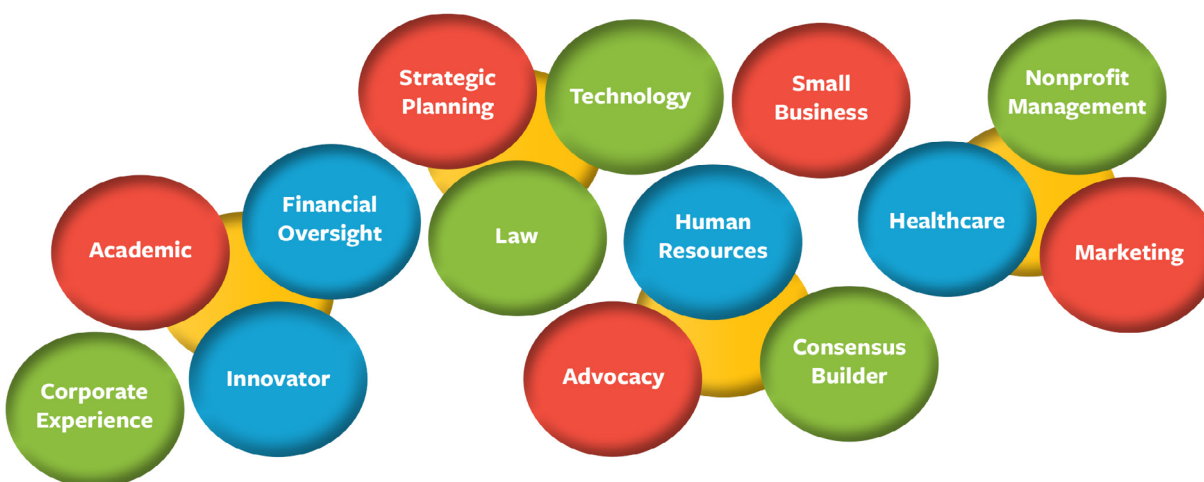 Strategic
Planning
Technology
Small
Business
Nonprofit
Management
Academic
Financial
Oversight
Law
Human
Resources
Healthcare
Marketing
Corporate
Experience
Innovator
Advocacy
Consensus
Builder